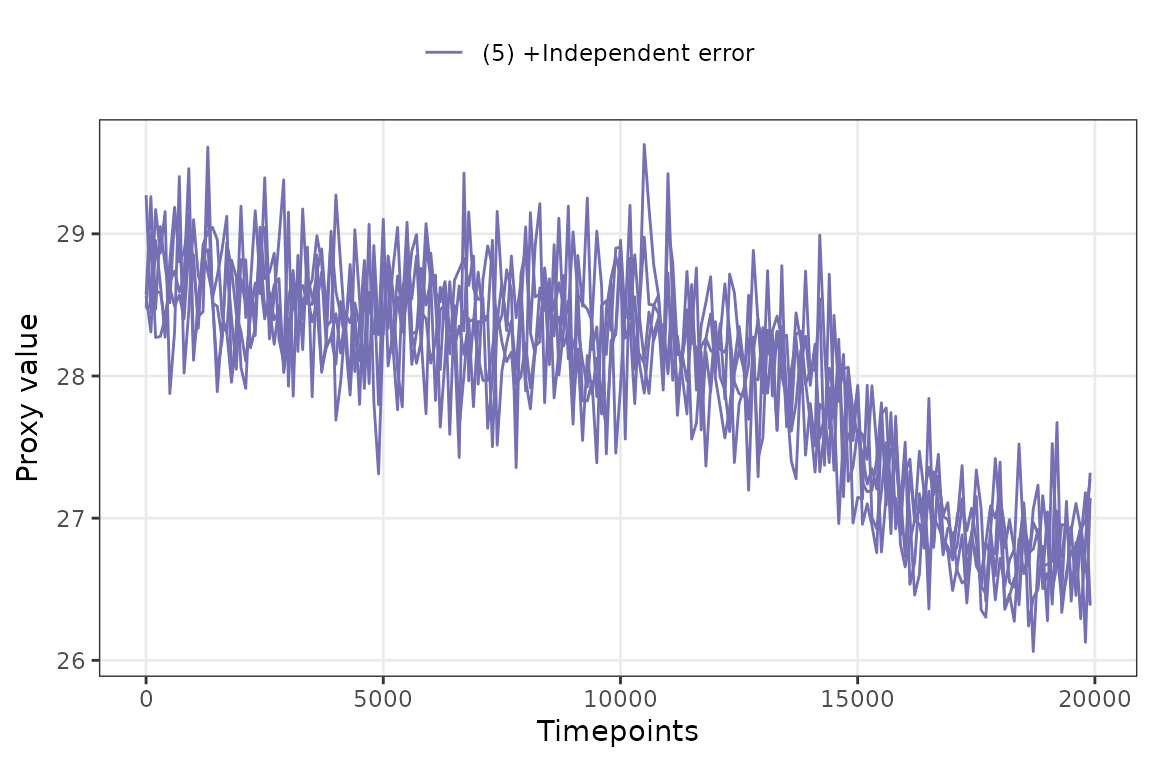 (5) +Independent error
Proxy value
29
28
27
26
0 5000 10000 15000 20000
Timepoints